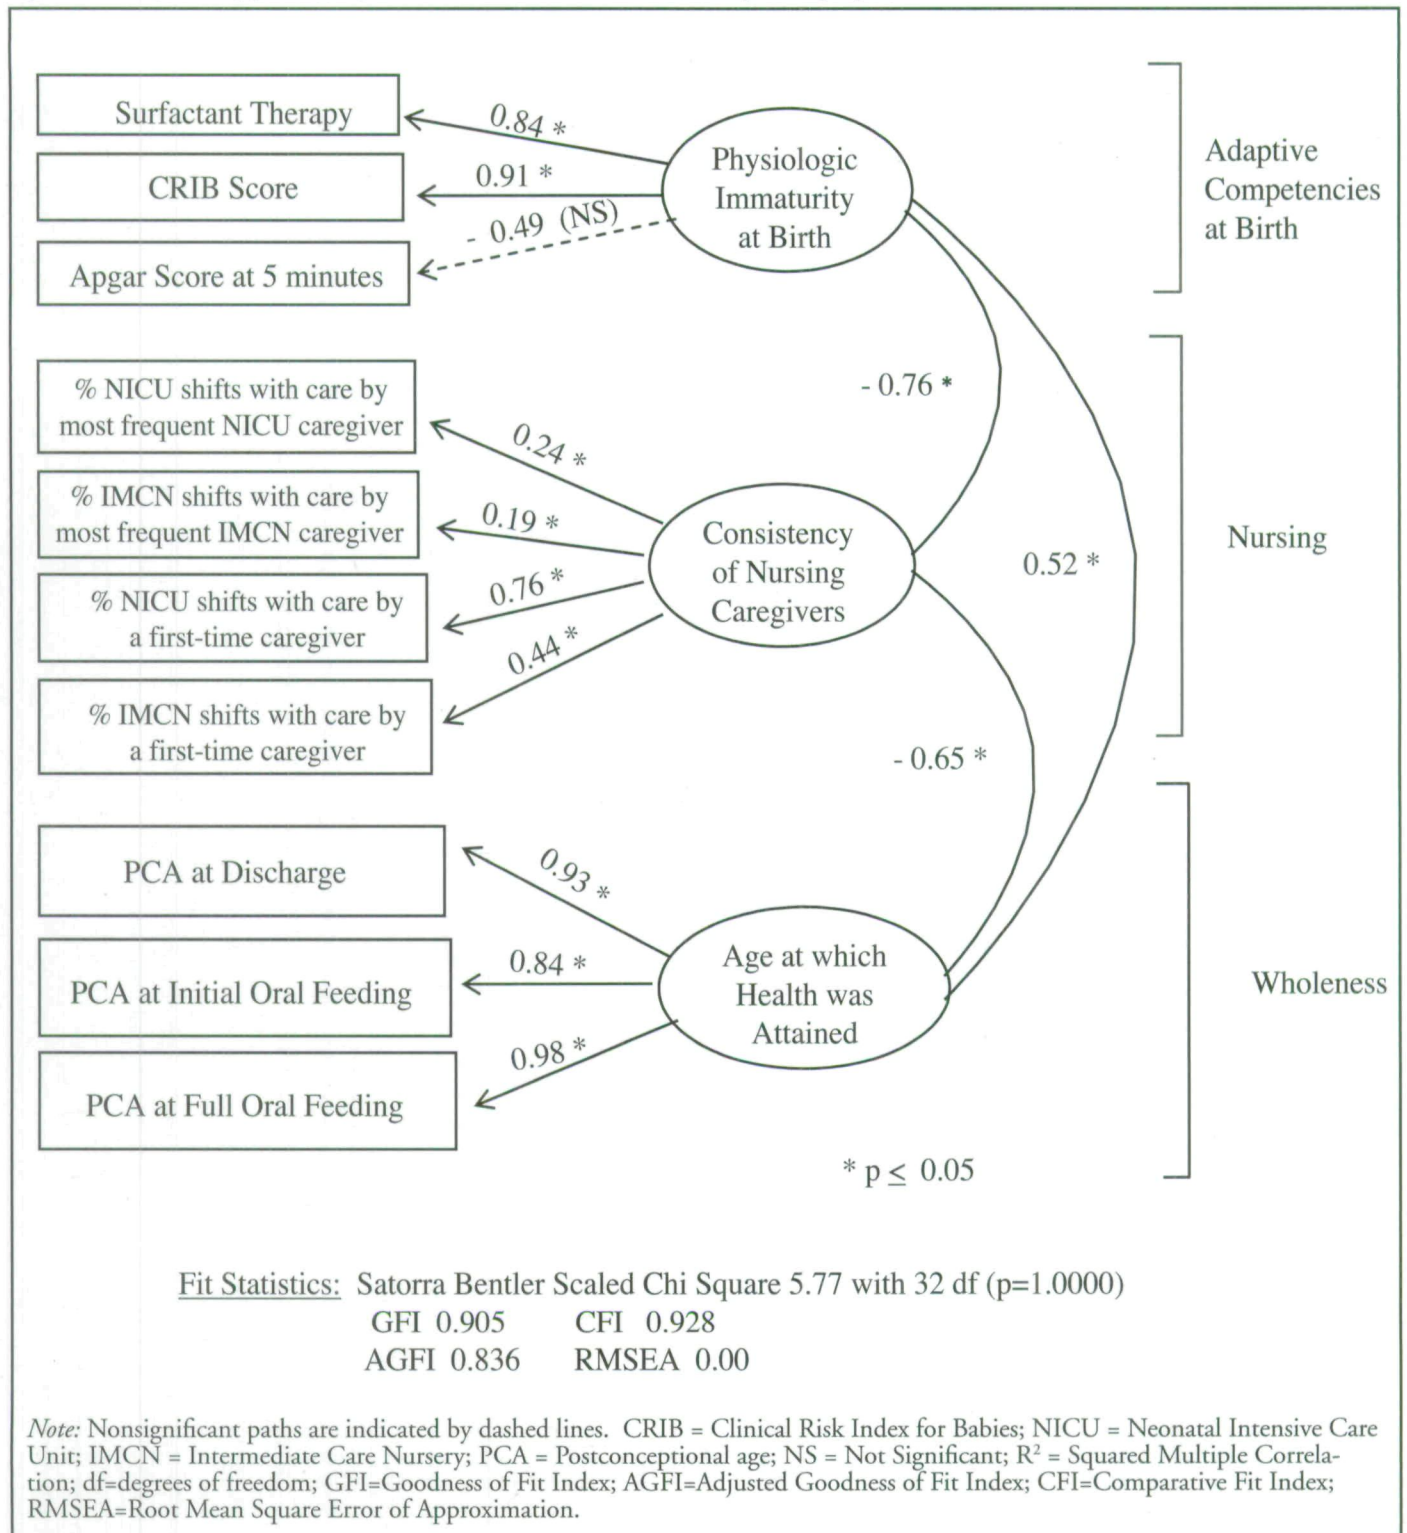 Surfactant Therapy
0.84 *
CRIB Score
0.91 *
- 0.49 (NS)
Apgar Score at 5 minutes
Physiologic
Immaturity
at Birth
Adaptive
Competencies
at Birth
- 0.76 *
% NICU shifts with care by
most frequent NICU caregiver
0.24 *
% IMCN shifts with care by
most frequent IMCN caregiver
0.19 *
% NICU shifts with care by
a first-time caregiver
0.76 *
% IMCN shifts with care by
a first-time caregiver
0.44 *
Consistency
of Nursing
Caregivers
0.52 *
Nursing
- 0.65 *
PCA at Discharge
0.93 *
PCA at Initial Oral Feeding
0.84 *
PCA at Full Oral Feeding
0.98 *
Age at which
Health was
Attained
Wholeness
* p ≤ 0.05
Fit Statistics: Satorra Bentler Scaled Chi Square 5.77 with 32 df (p=1.0000)
GFI 0.905 CFI 0.928
AGFI 0.836 RMSEA 0.00
Note: Nonsignificant paths are indicated by dashed lines. CRIB = Clinical Risk Index for Babies; NICU = Neonatal Intensive Care
Unit; IMCN = Intermediate Care Nursery; PCA = Postconceptional age; NS = Not Significant; R² = Squared Multiple Correla-
tion; df=degrees of freedom; GFI=Goodness of Fit Index; AGFI=Adjusted Goodness of Fit Index; CFI=Comparative Fit Index;
RMSEA=Root Mean Square Error of Approximation.